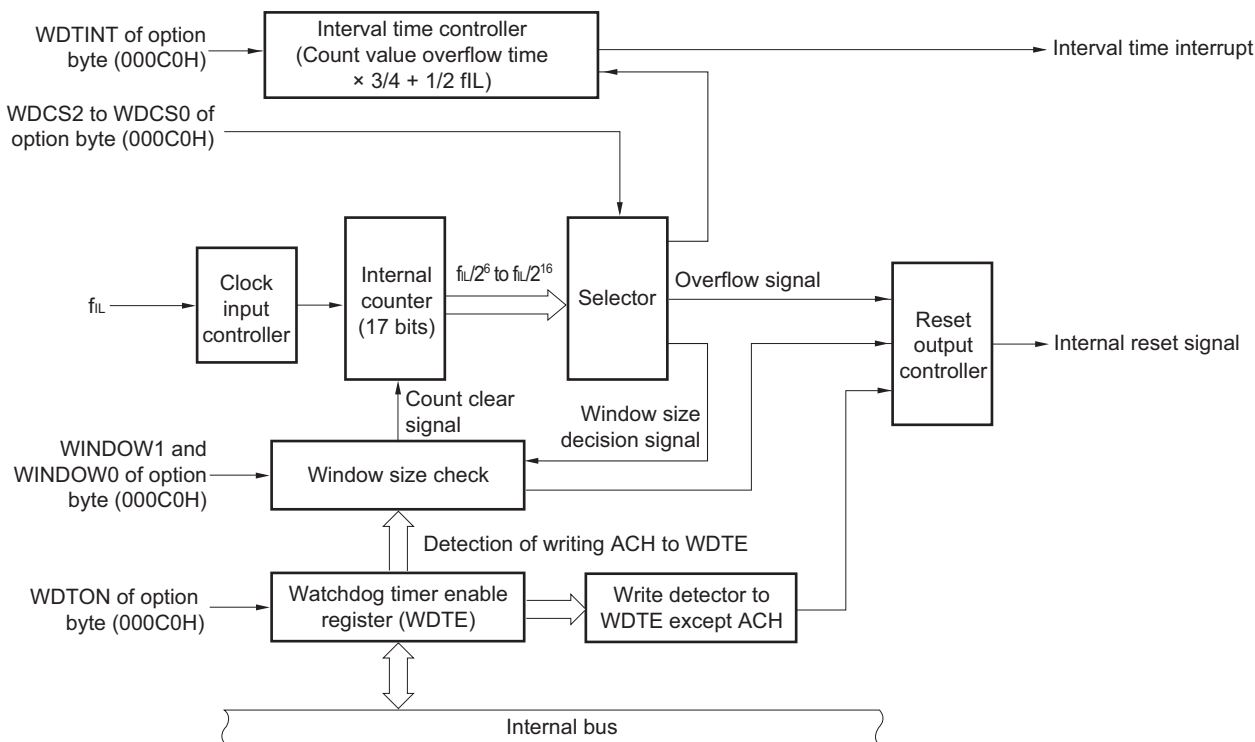 WDTINT of option
byte (000C0H)
Interval time controller
(Count value overflow time
× 3/4 + 1/2 fIL)
Interval time interrupt
WDCS2 to WDCS0 of
option byte (000C0H)
fIL
Clock
input
controller
Internal
counter
(17 bits)
fIL/2⁶ to fIL/2¹⁶
Selector
Overflow signal
Reset
output
controller
Internal reset signal
Count clear
signal
Window size
decision signal
WINDOW1 and
WINDOW0 of option
byte (000C0H)
Window size check
Detection of writing ACH to WDTE
WDTON of option
byte (000C0H)
Watchdog timer enable
register (WDTE)
Write detector to
WDTE except ACH
Internal bus